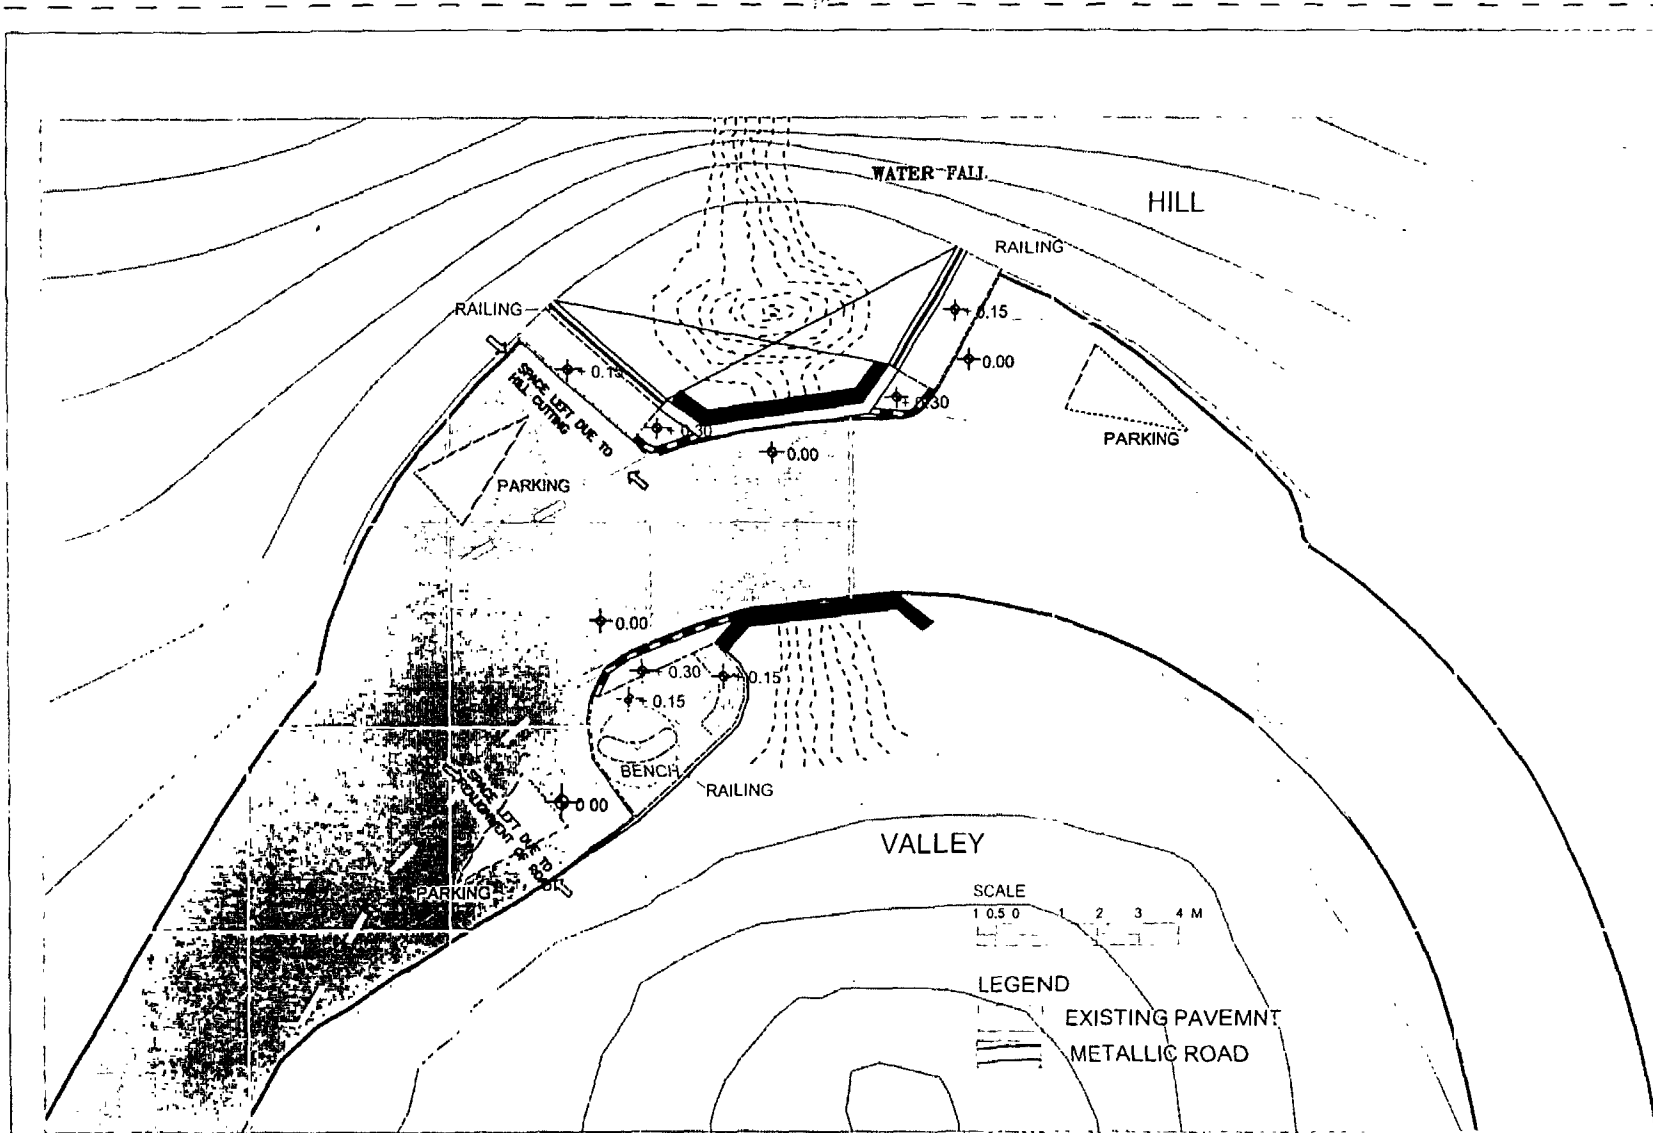 WATER FALL
HILL
RAILING
RAILING
+ 0.15
0.00
+ 0.15
SPACE LEFT DUE TO
HILL CUTTING
+ 0.30
+ 0.30
PARKING
0.00
PARKING
0.00
+ 0.30
+ 0.15
+ 0.15
BENCH
RAILING
0.00
SPACE LEFT DUE TO
PARKING
VALLEY
SCALE
1 0.5 0 1 2 3 4 M
LEGEND
EXISTING PAVEMNT
METALLIC ROAD